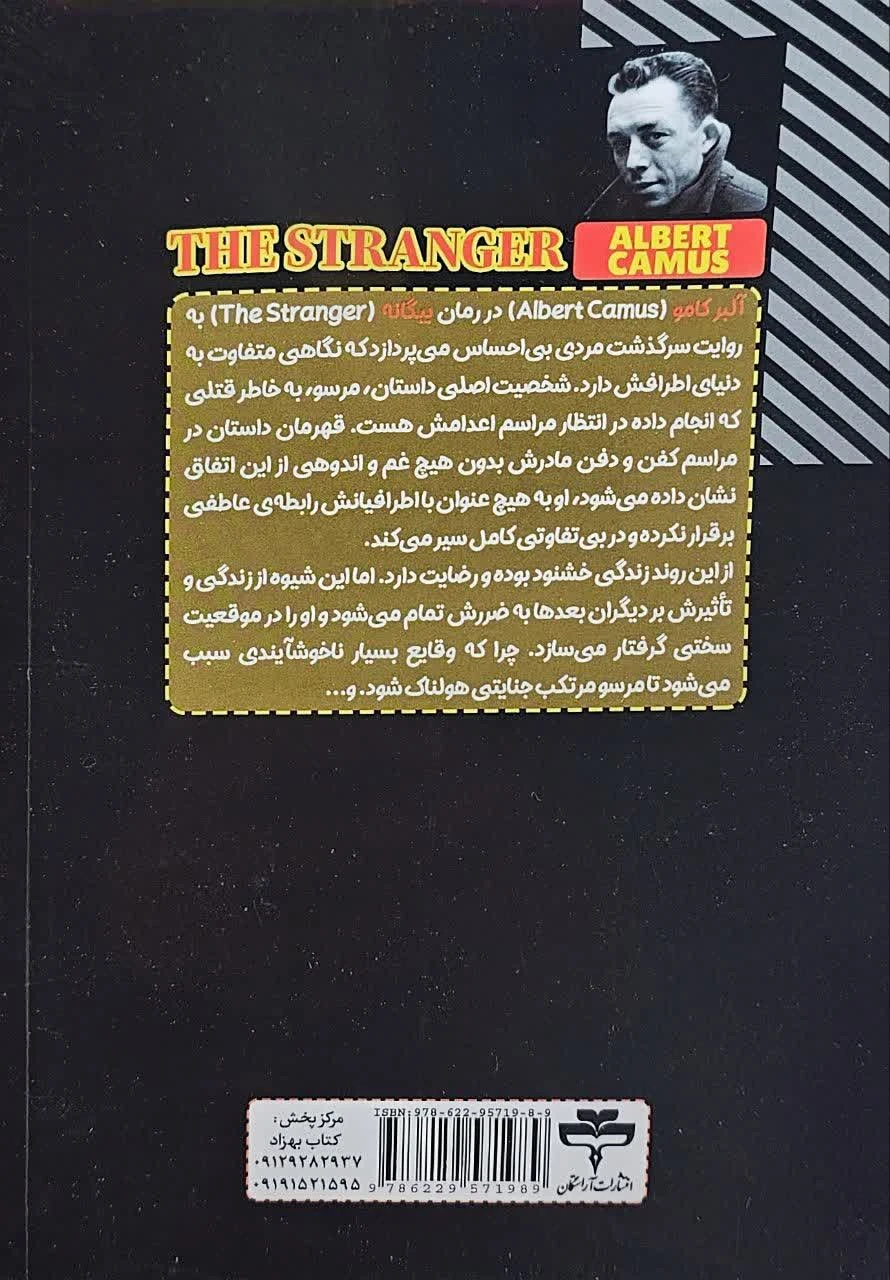 THE STRANGER
ALBERT
CAMUS
آلبر کامو (Albert Camus) در رمان بیگانه (The Stranger) به
روایت سرگذشت مردی بی‌احساس می‌پردازد که نگاهی متفاوت به
دنیای اطرافش دارد. شخصیت اصلی داستان، مرسو، به خاطر قتلی
که انجام داده در انتظار مراسم اعدامش هست. قهرمان داستان در
مراسم کفن و دفن مادرش بدون هیچ غم و اندوهی از این اتفاق
نشان داده می‌شود، او به هیچ عنوان با اطرافیانش رابطه‌ی عاطفی
برقرار نکرده و در بی‌تفاوتی کامل سیر می‌کند.
از این روند زندگی خشنود بوده و رضایت دارد. اما این شیوه از زندگی و
تأثیرش بر دیگران بعدها به ضررش تمام می‌شود و او را در موقعیت
سختی گرفتار می‌سازد. چرا که وقایع بسیار ناخوشآیندی سبب
می‌شود تا مرسو مرتکب جنایتی هولناک شود. و...
انتشارات آراستگان
ISBN:978-622-95719-8-9
9 786229 571989
مرکز پخش:
کتاب بهزاد
۰۹۱۲۹۲۸۲۹۳۷
۰۹۱۹۱۵۲۱۵۹۵